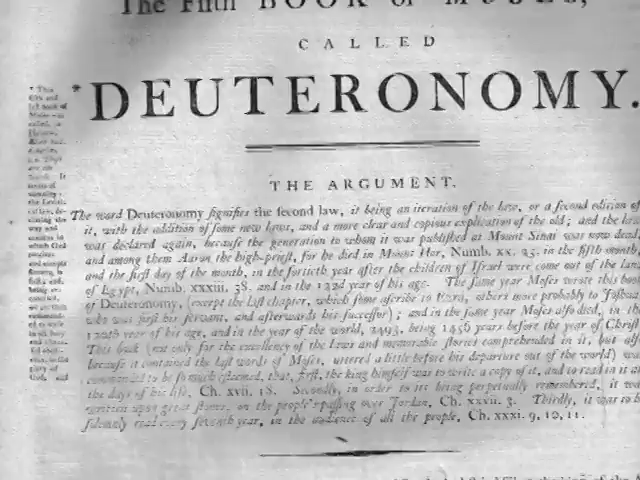 The Fifth BOOK of MOSES,
CALLED
*DEUTERONOMY.
THE ARGUMENT.
The word Deuteronomy ſignifies the ſecond law, it being an iteration of the law, or a ſecond edition of
it, with the addition of ſome new laws, and a more clear and copious explication of the old; and the law
was declared again, becauſe the generation to whom it was publiſhed at Mount Sinai was now dead,
and among them Aaron the high-prieſt, for he died in Mount Hor, Numb. xx. 25. in the fifth month,
and the firſt day of the month, in the fortieth year after the children of Iſrael were come out of the land
of Egypt, Numb. xxxiii. 38. and in the 123d year of his age. The ſame year Moſes wrote this book
of Deuteronomy, (except the laſt chapter, which ſome aſcribe to Ezra, others more probably to Joſhua,
who was firſt his ſervant, and afterwards his ſucceſſor); and in the ſame year Moſes alſo died, in the
120th year of his age, and in the year of the world, 2493, being 1456 years before the year of Chriſt
This book (not only for the excellency of the laws and memorable ſtories comprehended in it, but alſo
becauſe it contained the laſt words of Moſes, uttered a little before his departure out of the world) was
commanded to be ſo much eſteemed, that, firſt, the king himſelf was to write a copy of it, and to read in it all
the days of his life, Ch. xvii. 18. Secondly, in order to its being perpetually remembered, it was
written upon great ſtones, on the people's paſſing over Jordan, Ch. xxvii. 3. Thirdly, it was to be
ſolemnly read every ſeventh year, in the audience of all the people, Ch. xxxi. 9, 10, 11.